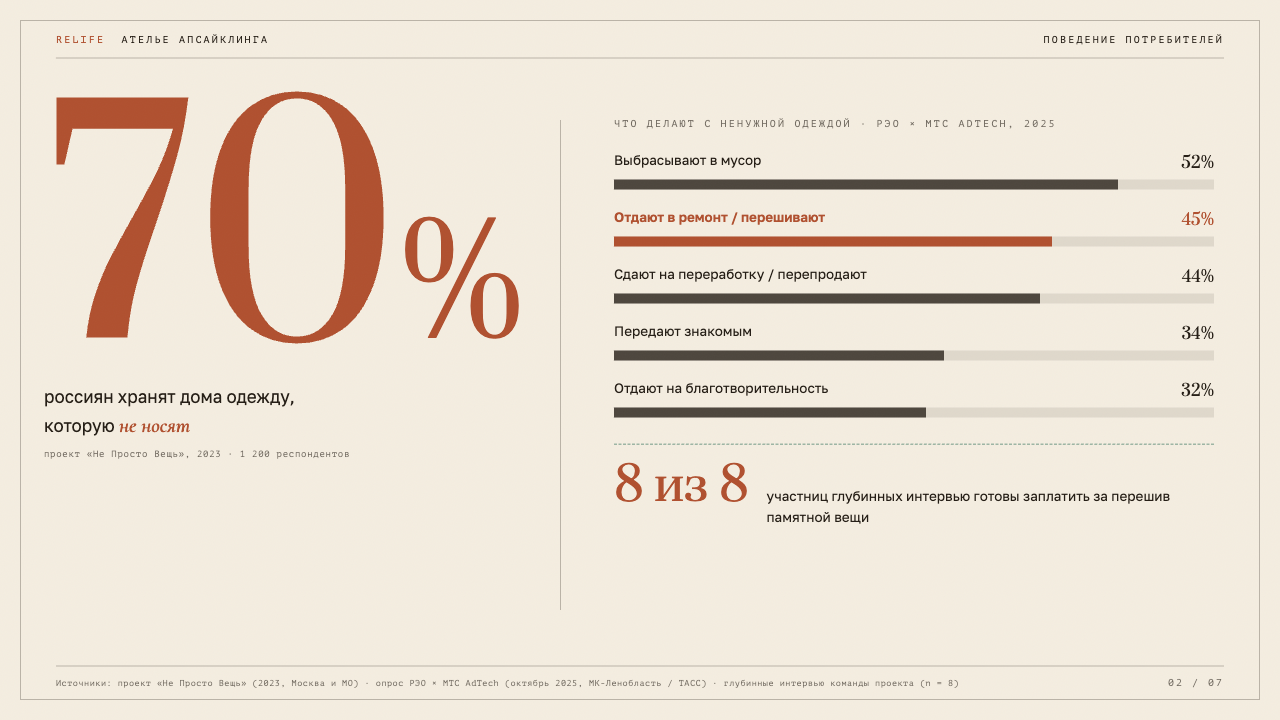 RELIFE АТЕЛЬЕ АПСАЙКЛИНГА
ПОВЕДЕНИЕ ПОТРЕБИТЕЛЕЙ
70%
россиян хранят дома одежду,
которую не носят
проект «Не Просто Вещь», 2023 · 1 200 респондентов
ЧТО ДЕЛАЮТ С НЕНУЖНОЙ ОДЕЖДОЙ · РЭО × МТС ADTECH, 2025
Выбрасывают в мусор 52%
Отдают в ремонт / перешивают 45%
Сдают на переработку / перепродают 44%
Передают знакомым 34%
Отдают на благотворительность 32%
8 из 8
участниц глубинных интервью готовы заплатить за перешив
памятной вещи
Источники: проект «Не Просто Вещь» (2023, Москва и МО) · опрос РЭО × МТС AdTech (октябрь 2025, МК-Ленобласть / ТАСС) · глубинные интервью команды проекта (n = 8)
02 / 07